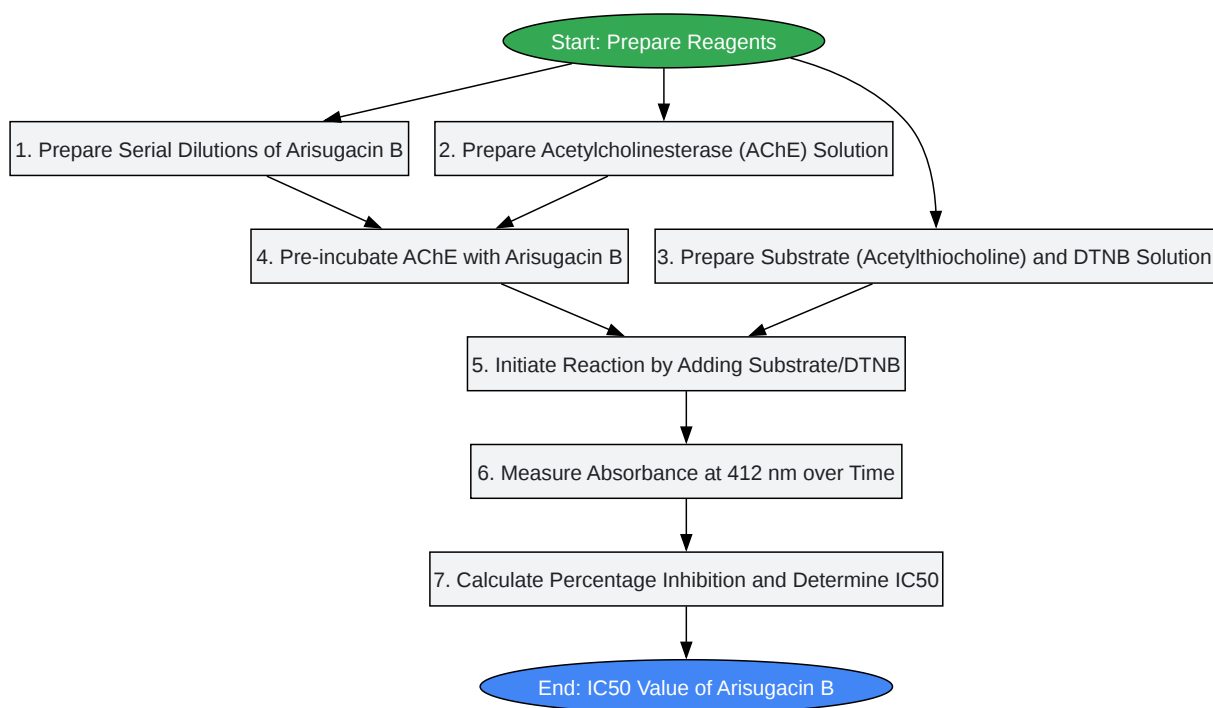 Start: Prepare Reagents
1. Prepare Serial Dilutions of Arisugacin B
2. Prepare Acetylcholinesterase (AChE) Solution
4. Pre-incubate AChE with Arisugacin B
3. Prepare Substrate (Acetylthiocholine) and DTNB Solution
5. Initiate Reaction by Adding Substrate/DTNB
6. Measure Absorbance at 412 nm over Time
7. Calculate Percentage Inhibition and Determine IC50
End: IC50 Value of Arisugacin B